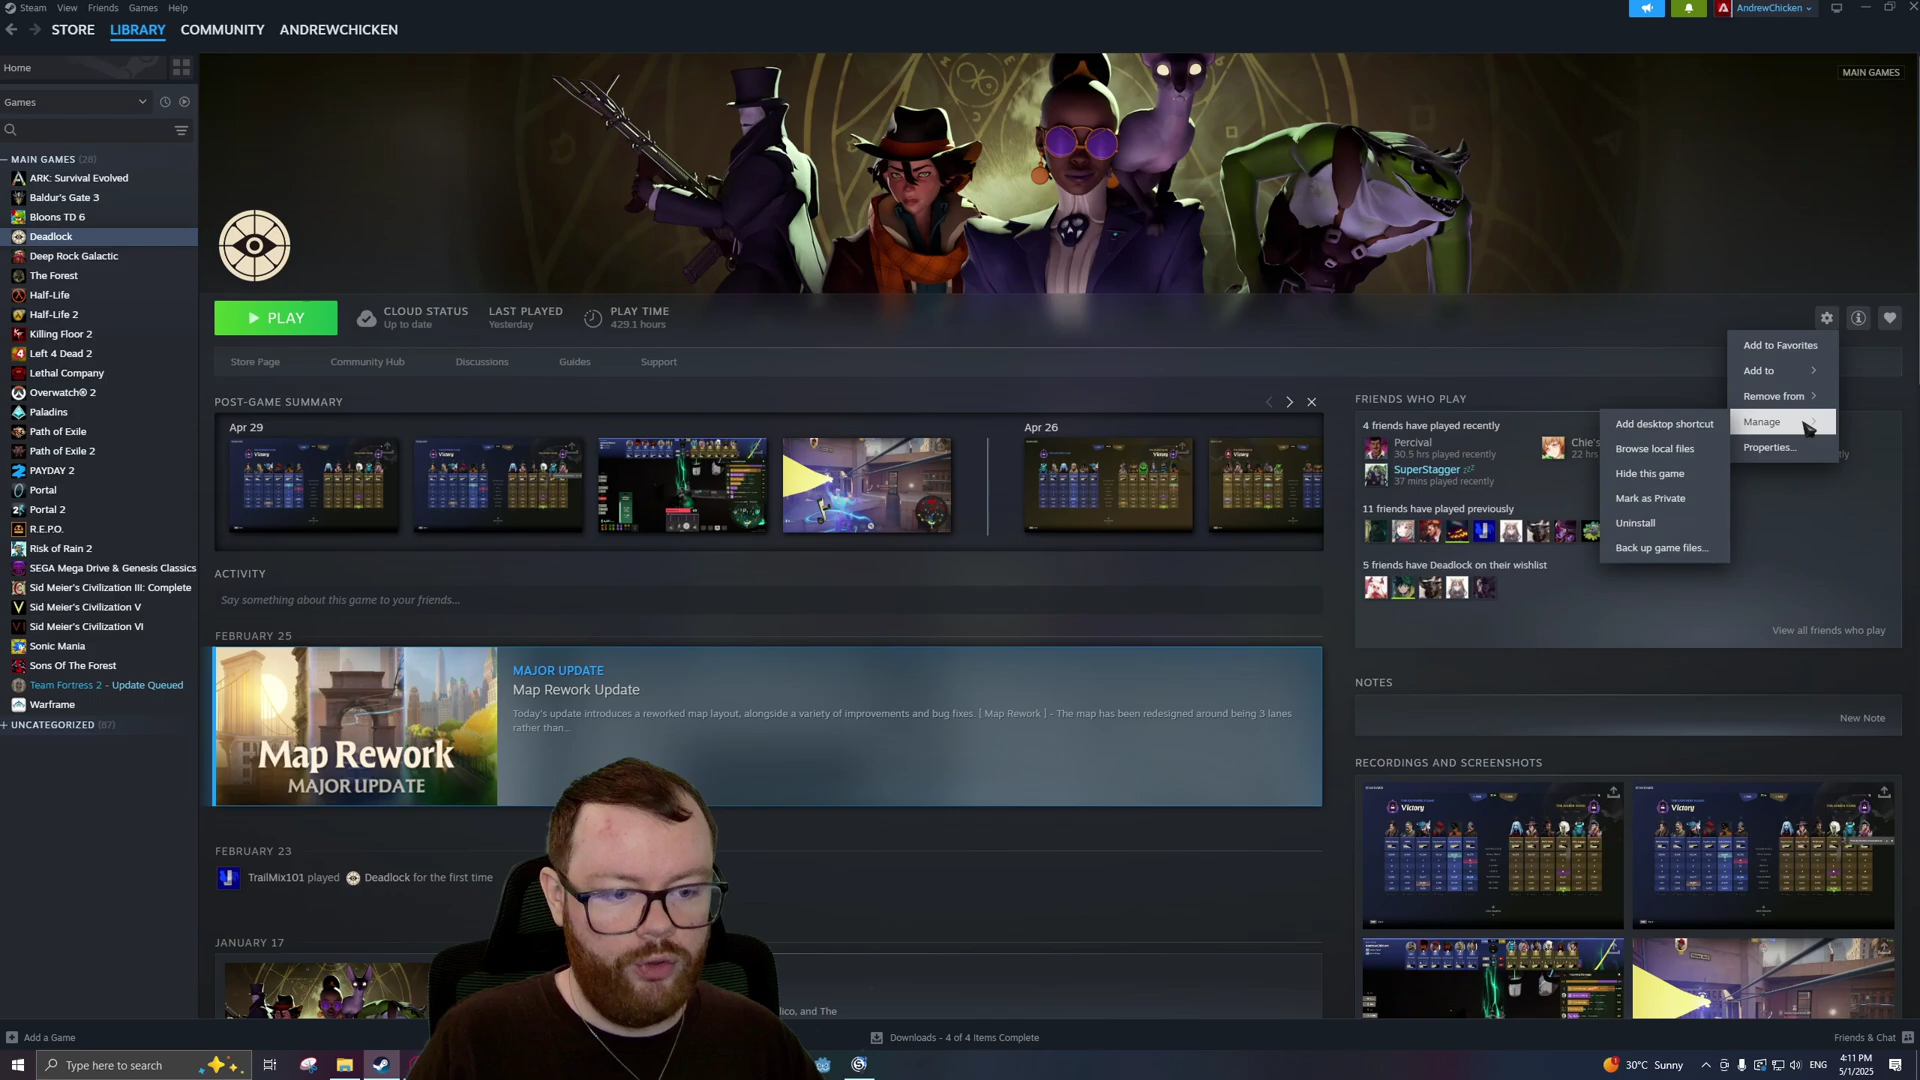 Steam View Friends Games Help
AndrewChicken
STORE LIBRARY COMMUNITY ANDREWCHICKEN
Home
Games
MAIN GAMES (28)
ARK: Survival Evolved
Baldur's Gate 3
Bloons TD 6
Deadlock
Deep Rock Galactic
The Forest
Half-Life
Half-Life 2
Killing Floor 2
Left 4 Dead 2
Lethal Company
Overwatch® 2
Paladins
Path of Exile
Path of Exile 2
PAYDAY 2
Portal
Portal 2
R.E.P.O.
Risk of Rain 2
SEGA Mega Drive & Genesis Classics
Sid Meier's Civilization III: Complete
Sid Meier's Civilization V
Sid Meier's Civilization VI
Sonic Mania
Sons Of The Forest
Team Fortress 2 - Update Queued
Warframe
UNCATEGORIZED (87)
MAIN GAMES
PLAY
CLOUD STATUS
Up to date
LAST PLAYED
Yesterday
PLAY TIME
429.1 hours
Store Page Community Hub Discussions Guides Support
Add to Favorites
Add to
Remove from
Manage
Properties...
Add desktop shortcut
Browse local files
Hide this game
Mark as Private
Uninstall
Back up game files...
POST-GAME SUMMARY
Apr 29
Apr 26
Victory
Victory
ACTIVITY
Say something about this game to your friends...
FEBRUARY 25
Map Rework
MAJOR UPDATE
MAJOR UPDATE
Map Rework Update
Today's update introduces a reworked map layout, alongside a variety of improvements and bug fixes. [ Map Rework ] - The map has been redesigned around being 3 lanes
rather than...
FEBRUARY 23
TrailMix101 played Deadlock for the first time
JANUARY 17
lico, and The
FRIENDS WHO PLAY
4 friends have played recently
Percival
30.5 hrs played recently
Chie's
22 hrs
SuperStagger zzZ
37 mins played recently
11 friends have played previously
5 friends have Deadlock on their wishlist
View all friends who play
NOTES
New Note
RECORDINGS AND SCREENSHOTS
Victory
Victory
Add a Game
Downloads - 4 of 4 Items Complete
Friends & Chat
Type here to search
30°C Sunny
ENG
4:11 PM
5/1/2025